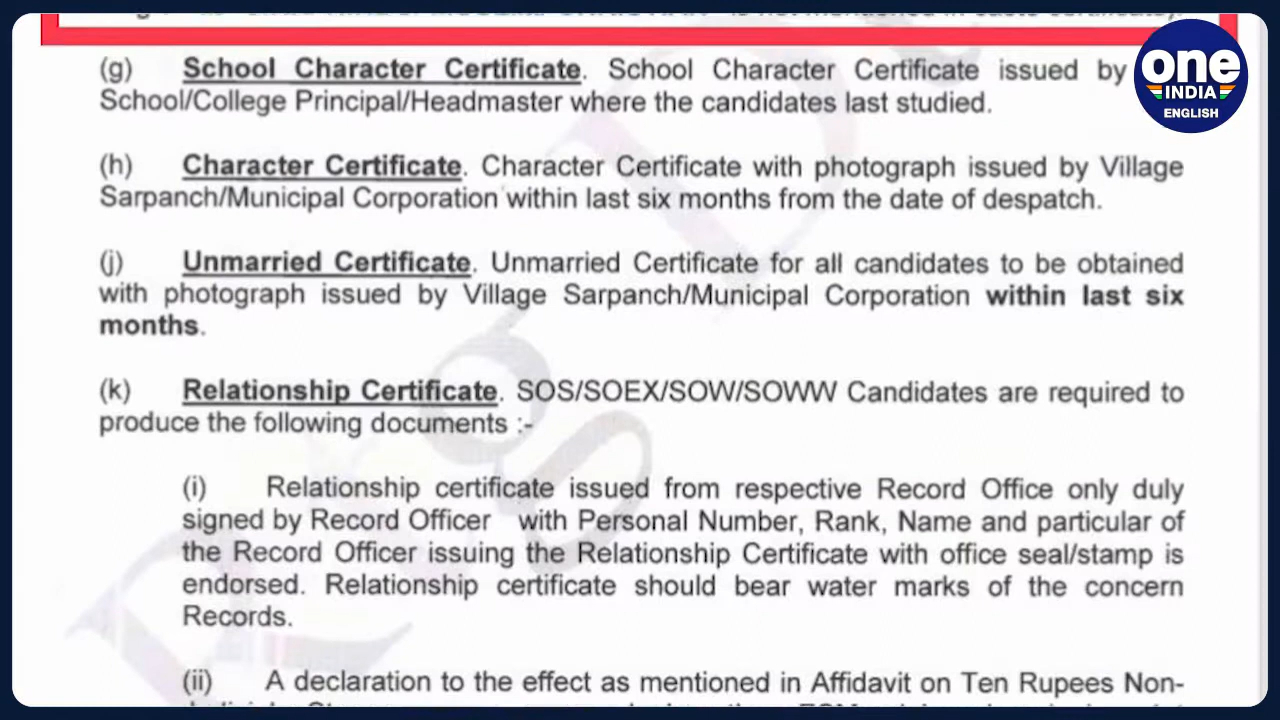 (g) School Character Certificate. School Character Certificate issued by
School/College Principal/Headmaster where the candidates last studied.
(h) Character Certificate. Character Certificate with photograph issued by Village
Sarpanch/Municipal Corporation within last six months from the date of despatch.
(j) Unmarried Certificate. Unmarried Certificate for all candidates to be obtained
with photograph issued by Village Sarpanch/Municipal Corporation within last six
months.
(k) Relationship Certificate. SOS/SOEX/SOW/SOWW Candidates are required to
produce the following documents :-
(i) Relationship certificate issued from respective Record Office only duly
signed by Record Officer with Personal Number, Rank, Name and particular of
the Record Officer issuing the Relationship Certificate with office seal/stamp is
endorsed. Relationship certificate should bear water marks of the concern
Records.
(ii) A declaration to the effect as mentioned in Affidavit on Ten Rupees Non-
one
INDIA
ENGLISH